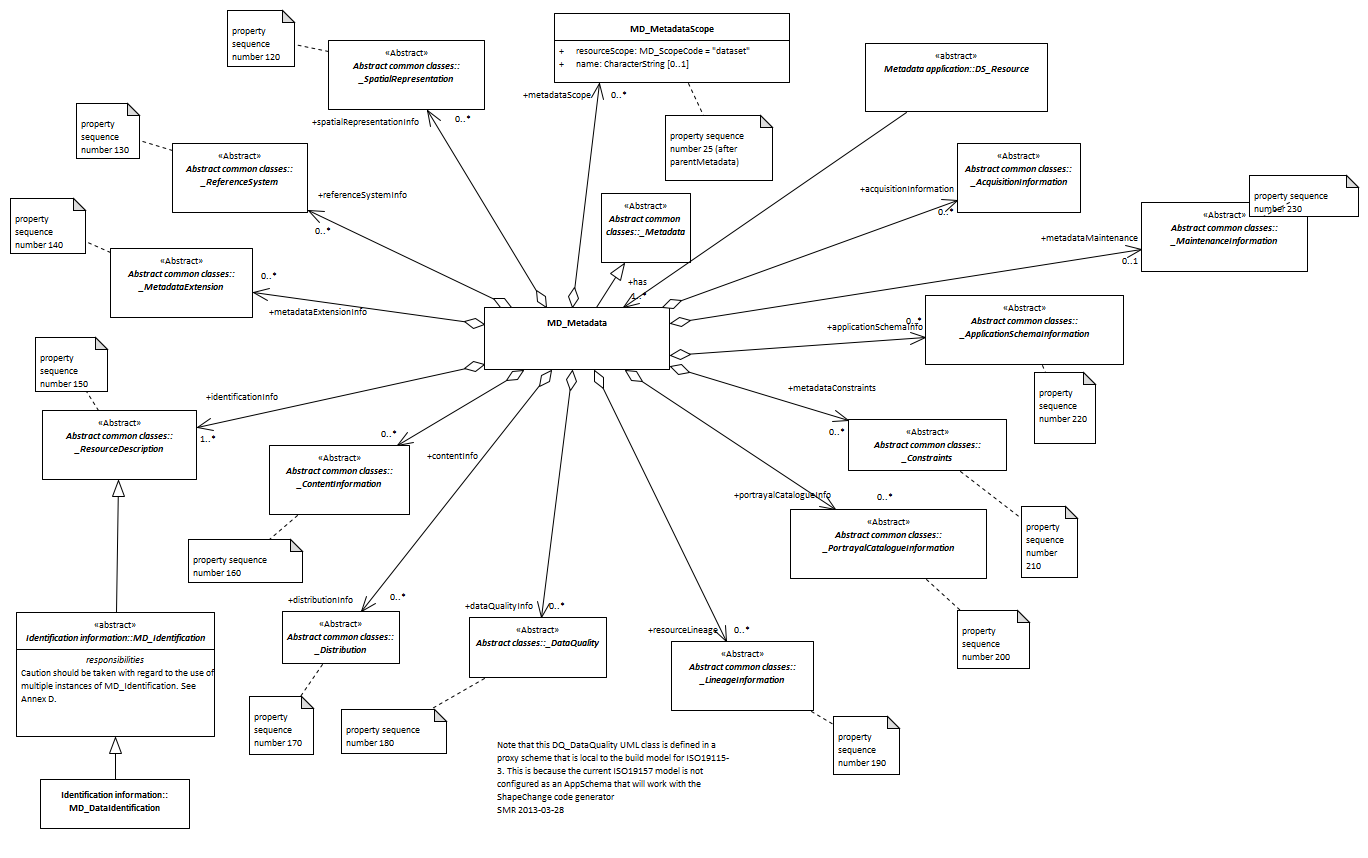 property
sequence
number 120
«Abstract»
Abstract common classes::
_SpatialRepresentation
MD_MetadataScope
+ resourceScope: MD_ScopeCode = "dataset"
+ name: CharacterString [0..1]
«abstract»
Metadata application::DS_Resource
+spatialRepresentationInfo
0..*
+metadataScope
0..*
property sequence
number 25 (after
parentMetadata)
property
sequence
number 130
«Abstract»
Abstract common classes::
_ReferenceSystem
+referenceSystemInfo
0..*
«Abstract»
Abstract common
classes::_Metadata
+has
1..*
«Abstract»
Abstract common classes::
_AcquisitionInformation
+acquisitionInformation
0..*
property sequence
number 230
«Abstract»
Abstract common classes::
_MaintenanceInformation
+metadataMaintenance
0..1
property
sequence
number 140
«Abstract»
Abstract common classes::
_MetadataExtension
0..*
+metadataExtensionInfo
MD_Metadata
0..*
+applicationSchemaInfo
«Abstract»
Abstract common classes::
_ApplicationSchemaInformation
property
sequence
number 220
property
sequence
number 150
«Abstract»
Abstract common classes::
_ResourceDescription
+identificationInfo
1..*
+metadataConstraints
0..*
«Abstract»
Abstract common classes::
_Constraints
property
sequence
number
210
0..*
+contentInfo
«Abstract»
Abstract common classes::
_ContentInformation
property sequence
number 160
+portrayalCatalogueInfo
0..*
«Abstract»
Abstract common classes::
_PortrayalCatalogueInformation
property
sequence
number 200
«abstract»
Identification information::MD_Identification
responsibilities
Caution should be taken with regard to the use of
multiple instances of MD_Identification. See
Annex D.
Identification information::
MD_DataIdentification
+distributionInfo
0..*
«Abstract»
Abstract common classes::
_Distribution
property
sequence
number 170
+dataQualityInfo
0..*
«Abstract»
Abstract classes::_DataQuality
property sequence
number 180
+resourceLineage
0..*
«Abstract»
Abstract common classes::
_LineageInformation
property
sequence
number 190
Note that this DQ_DataQuality UML class is defined in a
proxy scheme that is local to the build model for ISO19115-
3. This is because the current ISO19157 model is not
configured as an AppSchema that will work with the
ShapeChange code generator
SMR 2013-03-28